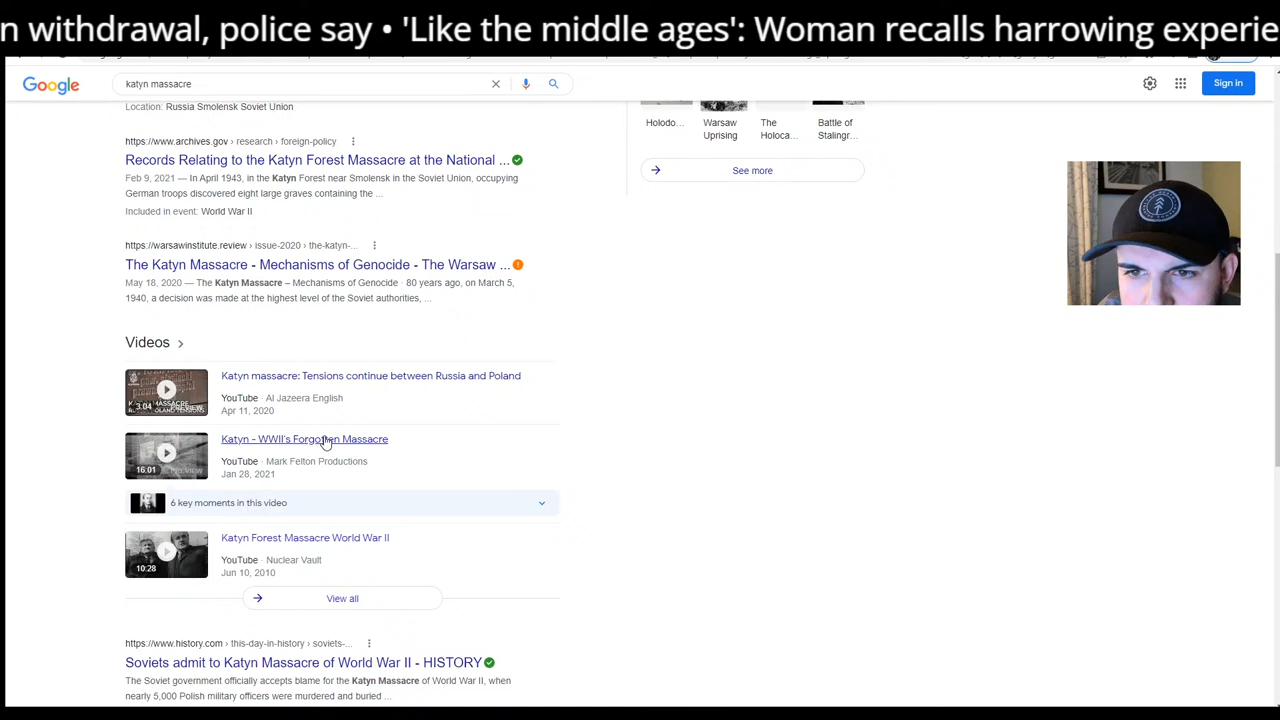 n withdrawal, police say • 'Like the middle ages': Woman recalls harrowing experie
Google
katyn massacre
Sign in
Location: Russia Smolensk Soviet Union
https://www.archives.gov › research › foreign-policy
Records Relating to the Katyn Forest Massacre at the National ...
Feb 9, 2021 — In April 1943, in the Katyn Forest near Smolensk in the Soviet Union, occupying
German troops discovered eight large graves containing the ...
Included in event: World War II
https://warsawinstitute.review › issue-2020 › the-katyn-...
The Katyn Massacre - Mechanisms of Genocide - The Warsaw ...
May 18, 2020 — The Katyn Massacre – Mechanisms of Genocide · 80 years ago, on March 5,
1940, a decision was made at the highest level of the Soviet authorities, ...
Videos
Katyn massacre: Tensions continue between Russia and Poland
3:04 PREVIEW
YouTube · Al Jazeera English
Apr 11, 2020
Katyn - WWII's Forgotten Massacre
16:01
YouTube · Mark Felton Productions
Jan 28, 2021
6 key moments in this video
Katyn Forest Massacre World War II
10:28
YouTube · Nuclear Vault
Jun 10, 2010
View all
https://www.history.com › this-day-in-history › soviets-...
Soviets admit to Katyn Massacre of World War II - HISTORY
The Soviet government officially accepts blame for the Katyn Massacre of World War II, when
nearly 5,000 Polish military officers were murdered and buried ...
Holodo...
Warsaw
Uprising
The
Holoca...
Battle of
Stalingr...
See more